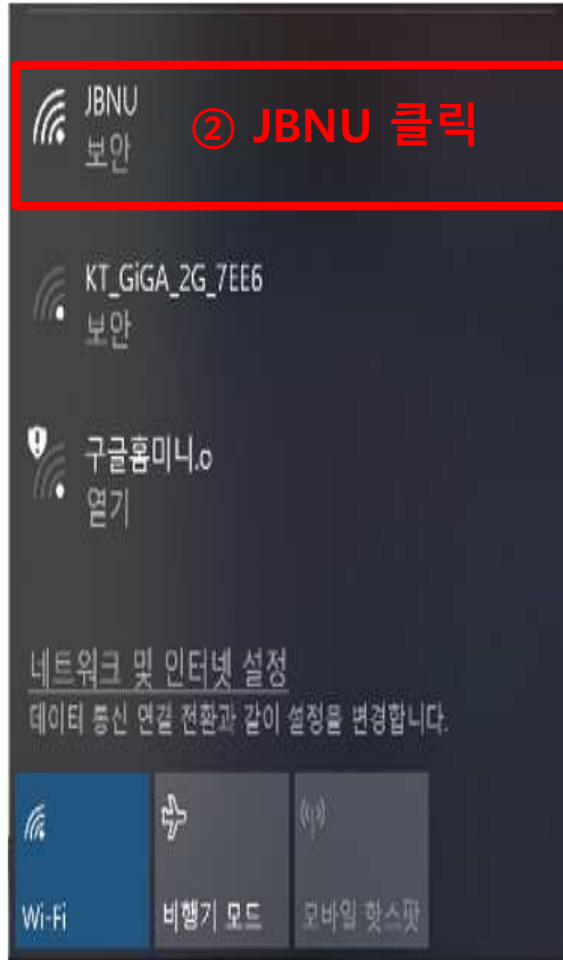 JBNU
보안
② JBNU 클릭
KT_GiGA_2G_7EE6
보안
구글홈미니.o
열기
네트워크 및 인터넷 설정
데이터 통신 연결 전환과 같이 설정을 변경합니다.
Wi-Fi
비행기 모드
모바일 핫스팟